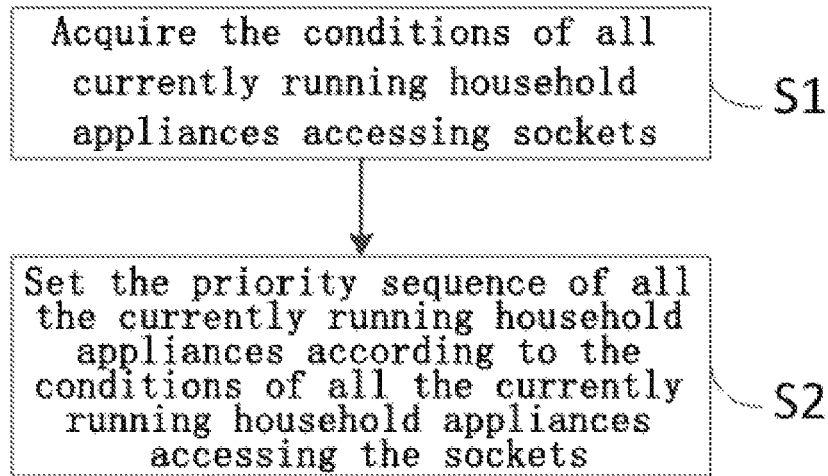 Acquire the conditions of all
currently running household
appliances accessing sockets
S1
Set the priority sequence of all
the currently running household
appliances according to the
conditions of all the currently
running household appliances
accessing the sockets
S2